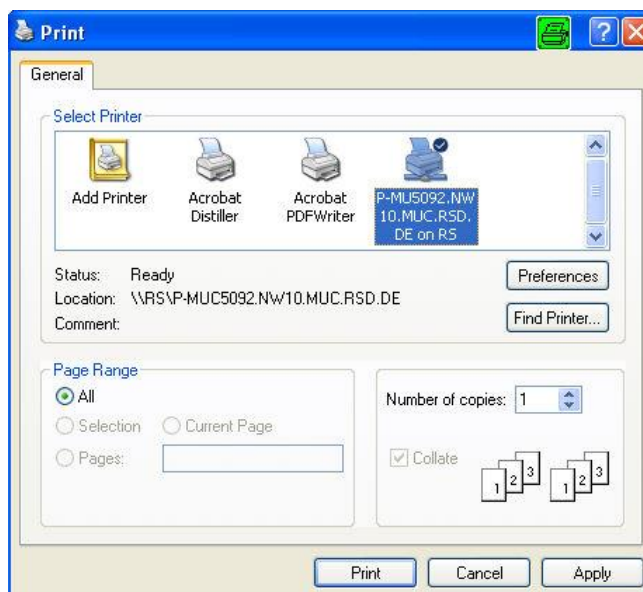 Print
General
Select Printer
Add Printer
Acrobat
Distiller
Acrobat
PDFWriter
P-MU5092.NW
10.MUC.RSD.
DE on RS
Status: Ready
Preferences
Location: \\RS\P-MUC5092.NW10.MUC.RSD.DE
Comment:
Find Printer...
Page Range
All
Number of copies: 1
Selection Current Page
Pages:
Collate
1 2 3 1 2 3
Print Cancel Apply